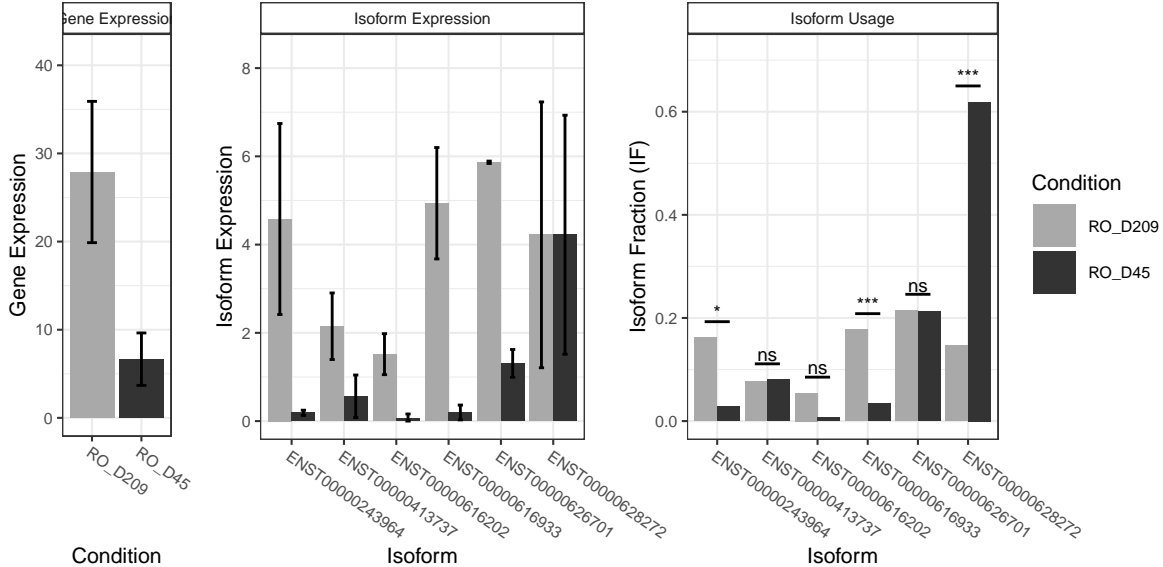 Gene Expression
Gene Expression
0
10
20
30
40
RO_D209
RO_D45
Condition
Isoform Expression
Isoform Expression
0
2
4
6
8
ENST00000243964
ENST00000413737
ENST00000616202
ENST00000616933
ENST00000626701
ENST00000628272
Isoform
Isoform Usage
Isoform Fraction (IF)
0.0
0.2
0.4
0.6
*
ns
ns
***
ns
***
ENST00000243964
ENST00000413737
ENST00000616202
ENST00000616933
ENST00000626701
ENST00000628272
Isoform
Condition
RO_D209
RO_D45